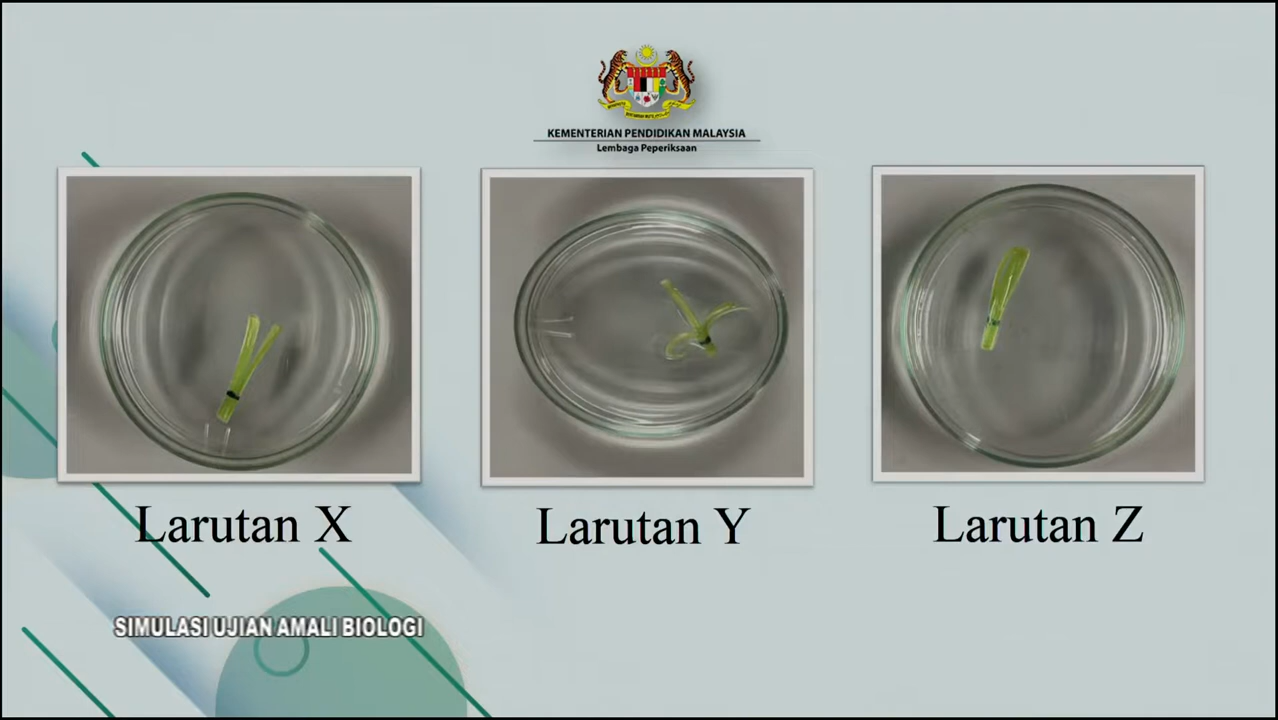 KEMENTERIAN PENDIDIKAN MALAYSIA
Lembaga Peperiksaan
Larutan X
Larutan Y
Larutan Z
SIMULASI UJIAN AMALI BIOLOGI